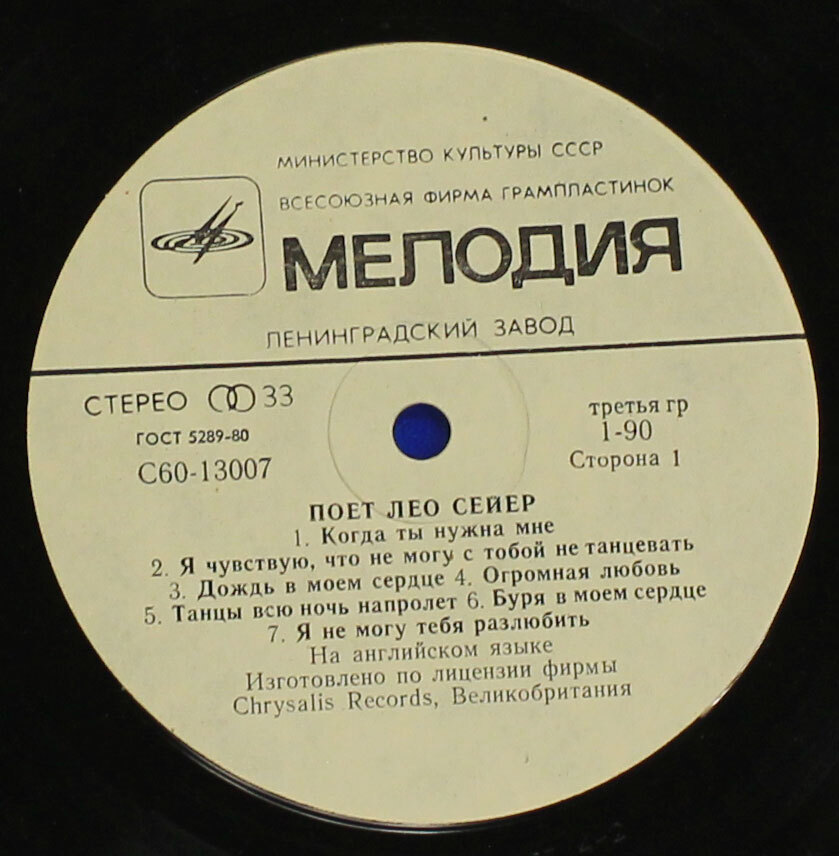 МИНИСТЕРСТВО КУЛЬТУРЫ СССР
ВСЕСОЮЗНАЯ ФИРМА ГРАМПЛАСТИНОК
МЕЛОДИЯ
ЛЕНИНГРАДСКИЙ ЗАВОД
СТЕРЕО 33
ГОСТ 5289-80
С60-13007
третья гр
1-90
Сторона 1
ПОЕТ ЛЕО СЕЙЕР
1. Когда ты нужна мне
2. Я чувствую, что не могу с тобой не танцевать
3. Дождь в моем сердце 4. Огромная любовь
5. Танцы всю ночь напролет 6. Буря в моем сердце
7. Я не могу тебя разлюбить
На английском языке
Изготовлено по лицензии фирмы
Chrysalis Records, Великобритания